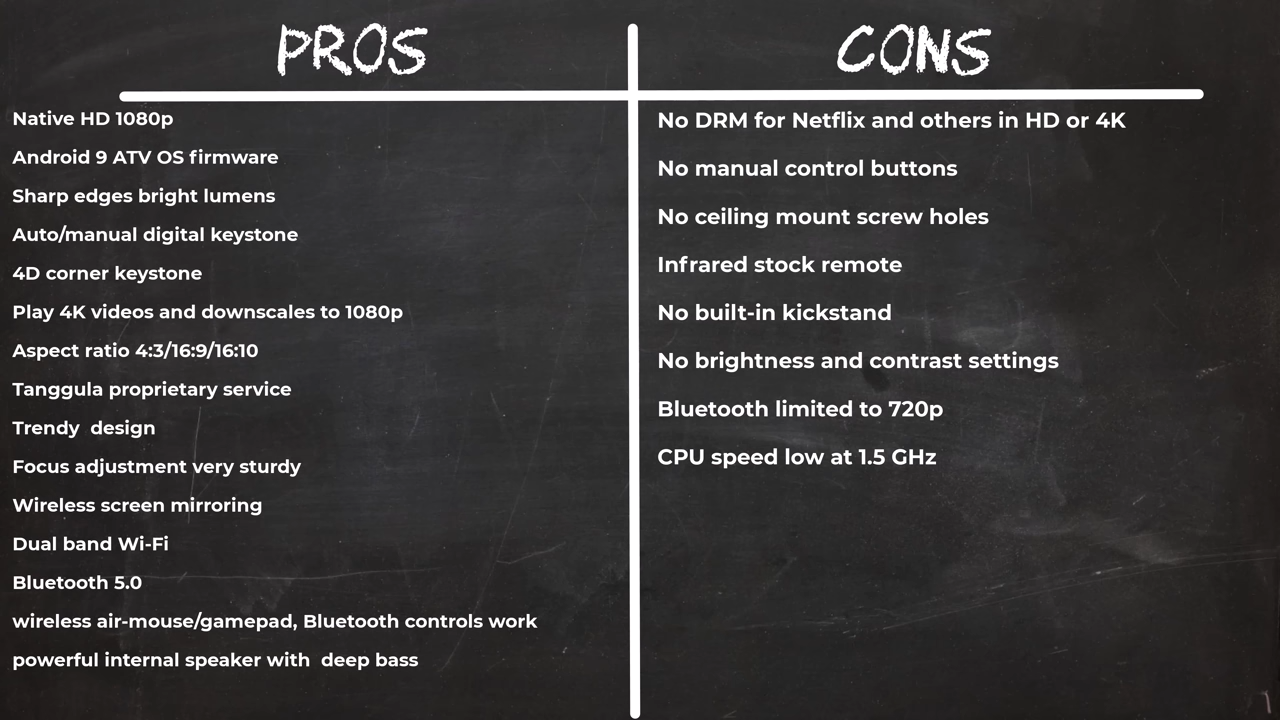 PROS
Native HD 1080p
Android 9 ATV OS firmware
Sharp edges bright lumens
Auto/manual digital keystone
4D corner keystone
Play 4K videos and downscales to 1080p
Aspect ratio 4:3/16:9/16:10
Tanggula proprietary service
Trendy  design
Focus adjustment very sturdy
Wireless screen mirroring
Dual band Wi-Fi
Bluetooth 5.0
wireless air-mouse/gamepad, Bluetooth controls work
powerful internal speaker with  deep bass
CONS
No DRM for Netflix and others in HD or 4K
No manual control buttons
No ceiling mount screw holes
Infrared stock remote
No built-in kickstand
No brightness and contrast settings
Bluetooth limited to 720p
CPU speed low at 1.5 GHz